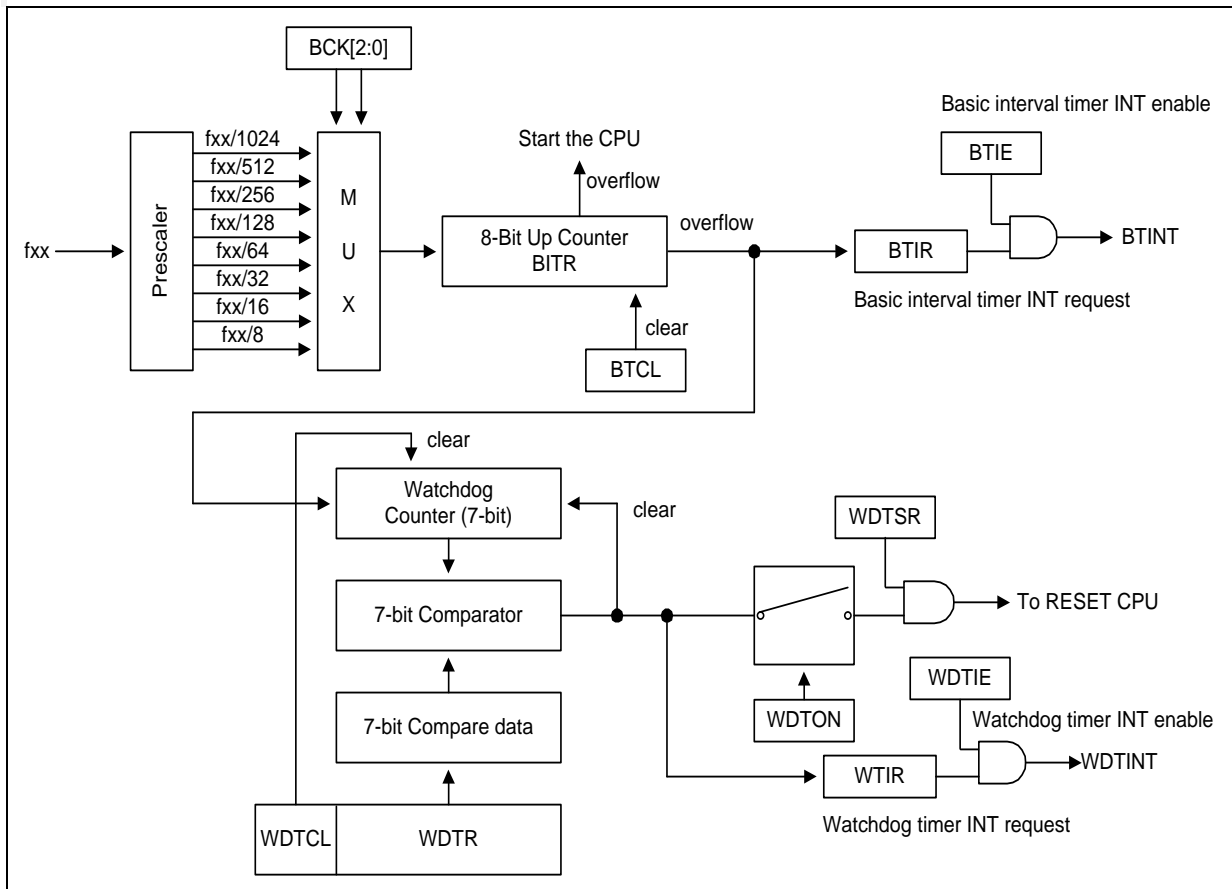 BCK[2:0]
Basic interval timer INT enable
fxx/1024
fxx/512
fxx/256
fxx/128
fxx/64
fxx/32
fxx/16
fxx/8
fxx
Prescaler
M
U
X
Start the CPU
overflow
8-Bit Up Counter
BITR
overflow
clear
BTCL
BTIE
BTIR
BTINT
Basic interval timer INT request
clear
Watchdog
Counter (7-bit)
clear
7-bit Comparator
7-bit Compare data
WDTCL
WDTR
WDTSR
To RESET CPU
WDTON
WDTIE
Watchdog timer INT enable
WTIR
WDTINT
Watchdog timer INT request